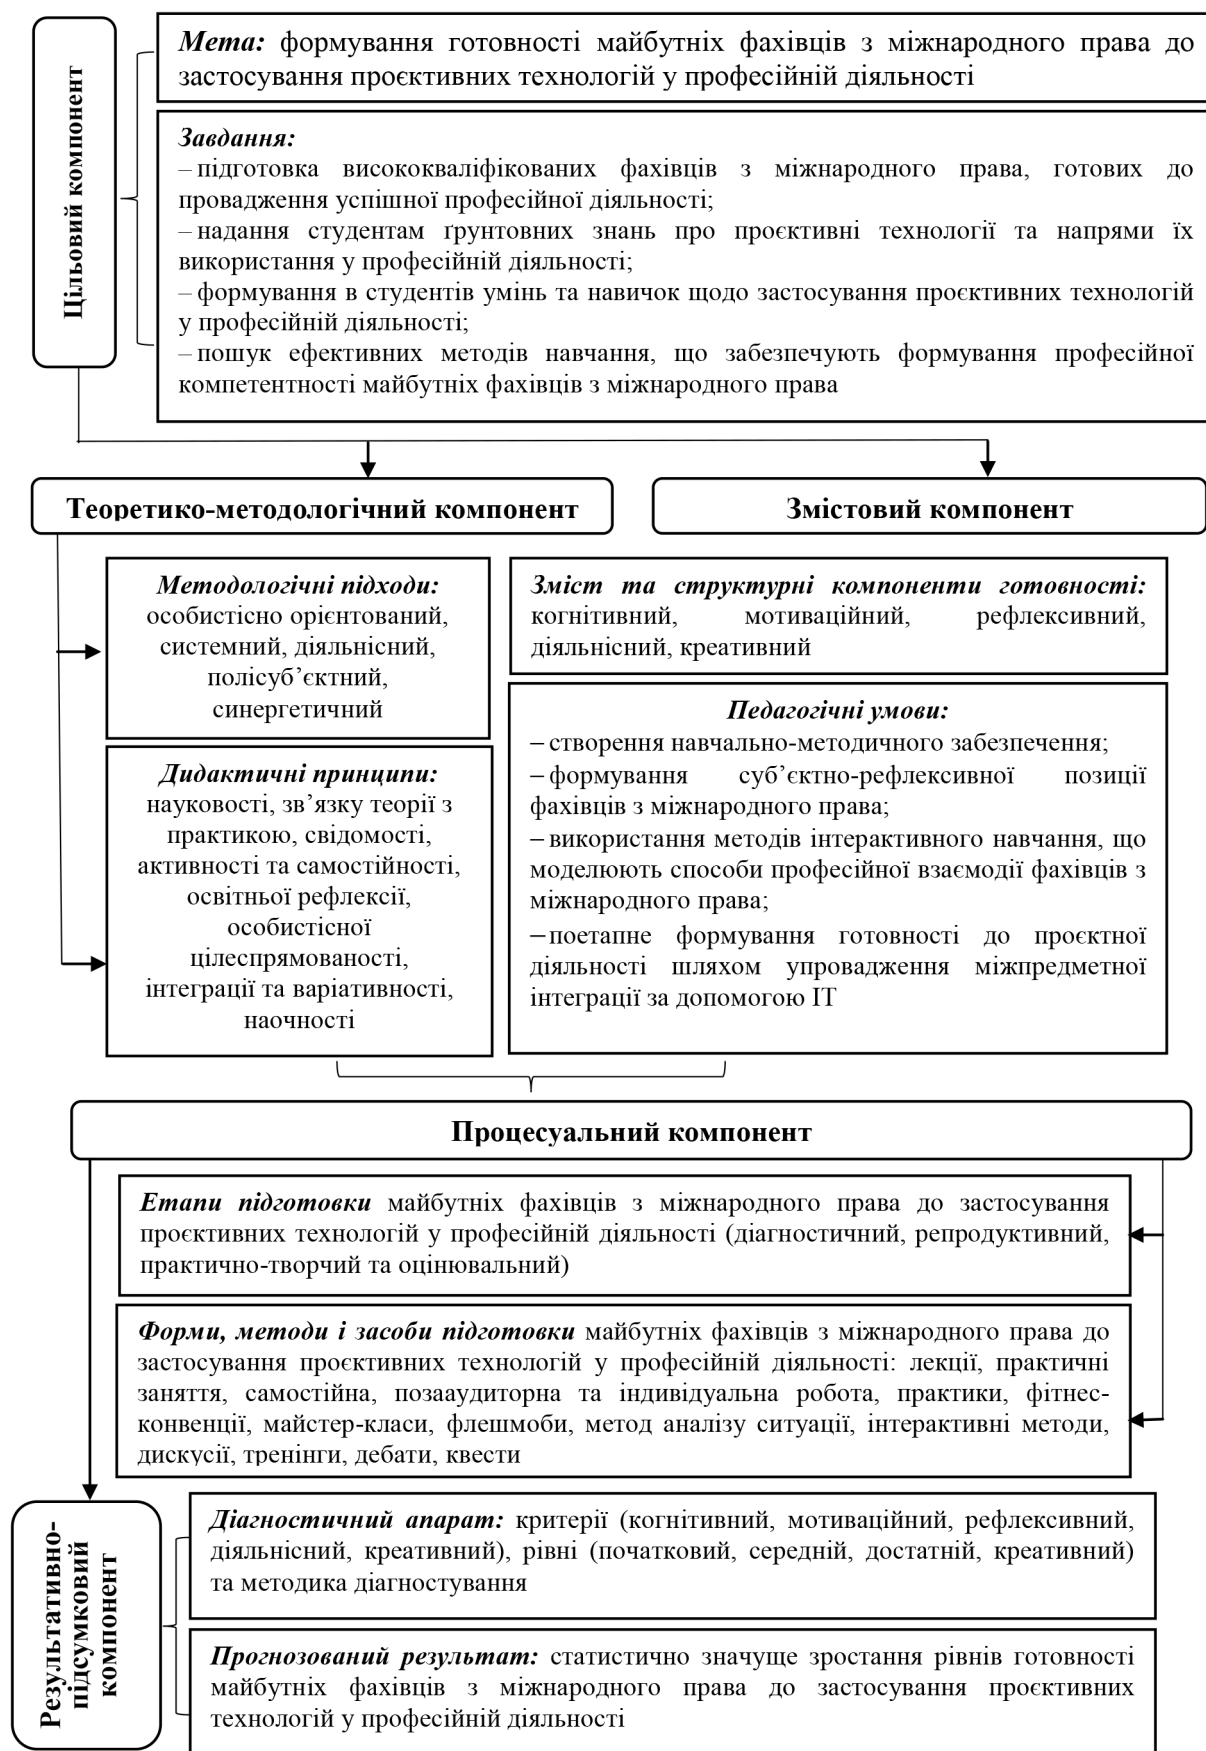 Цільовий компонент
Мета: формування готовності майбутніх фахівців з міжнародного права до
застосування проєктивних технологій у професійній діяльності
Завдання:
– підготовка висококваліфікованих фахівців з міжнародного права, готових до
провадження успішної професійної діяльності;
– надання студентам ґрунтовних знань про проєктивні технології та напрями їх
використання у професійній діяльності;
– формування в студентів умінь та навичок щодо застосування проєктивних технологій
у професійній діяльності;
– пошук ефективних методів навчання, що забезпечують формування професійної
компетентності майбутніх фахівців з міжнародного права
Теоретико-методологічний компонент
Змістовий компонент
Методологічні підходи:
особистісно орієнтований,
системний, діяльнісний,
полісуб’єктний,
синергетичний
Дидактичні принципи:
науковості, зв’язку теорії з
практикою, свідомості,
активності та самостійності,
освітньої рефлексії,
особистісної
цілеспрямованості,
інтеграції та варіативності,
наочності
Зміст та структурні компоненти готовності:
когнітивний, мотиваційний, рефлексивний,
діяльнісний, креативний
Педагогічні умови:
– створення навчально-методичного забезпечення;
– формування суб’єктно-рефлексивної позиції
фахівців з міжнародного права;
– використання методів інтерактивного навчання, що
моделюють способи професійної взаємодії фахівців з
міжнародного права;
– поетапне формування готовності до проєктної
діяльності шляхом упровадження міжпредметної
інтеграції за допомогою ІТ
Процесуальний компонент
Етапи підготовки майбутніх фахівців з міжнародного права до застосування
проєктивних технологій у професійній діяльності (діагностичний, репродуктивний,
практично-творчий та оцінювальний)
Форми, методи і засоби підготовки майбутніх фахівців з міжнародного права до
застосування проєктивних технологій у професійній діяльності: лекції, практичні
заняття, самостійна, позааудиторна та індивідуальна робота, практики, фітнес-
конвенції, майстер-класи, флешмоби, метод аналізу ситуації, інтерактивні методи,
дискусії, тренінги, дебати, квести
Результативно-
підсумковий
компонент
Діагностичний апарат: критерії (когнітивний, мотиваційний, рефлексивний,
діяльнісний, креативний), рівні (початковий, середній, достатній, креативний)
та методика діагностування
Прогнозований результат: статистично значуще зростання рівнів готовності
майбутніх фахівців з міжнародного права до застосування проєктивних
технологій у професійній діяльності